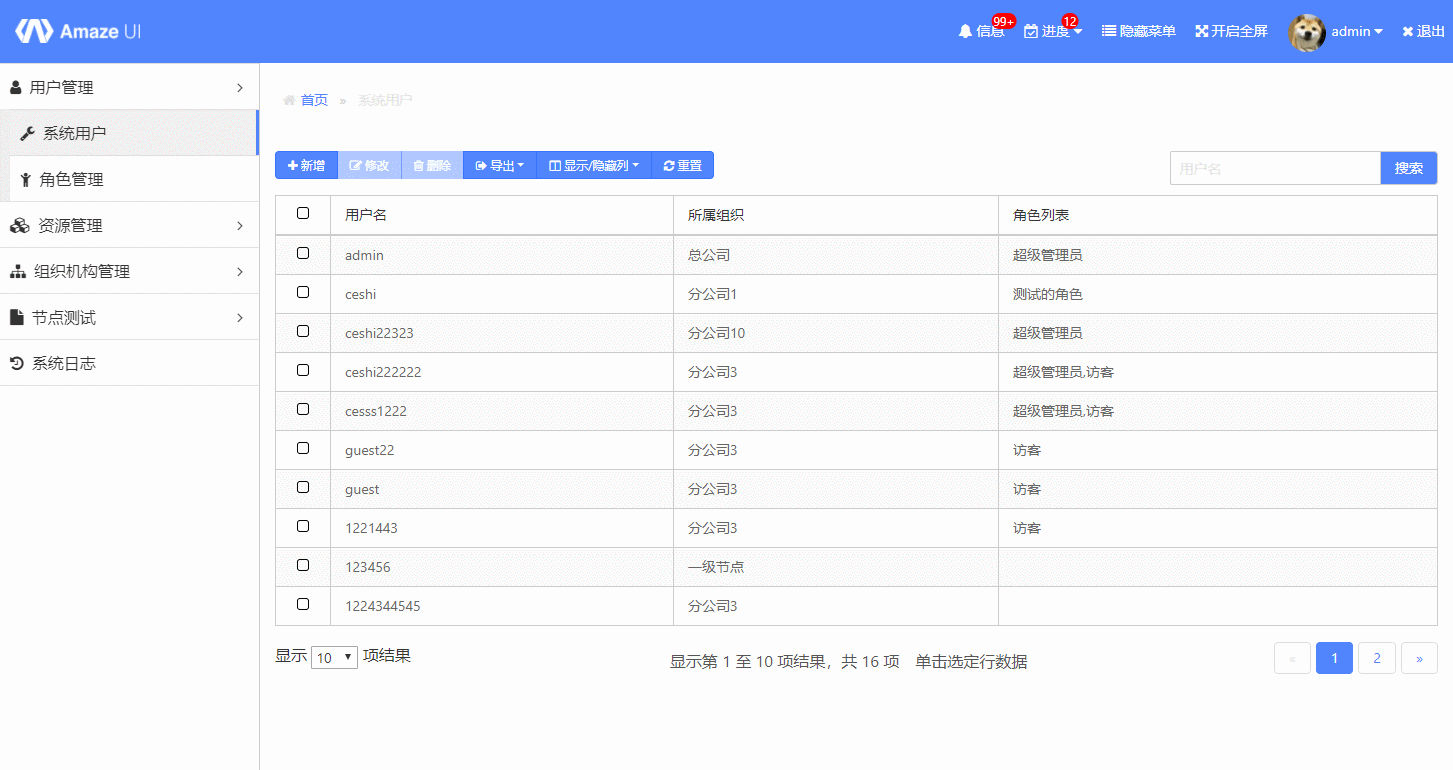 Amaze UI
信息 99+ 进度 12 隐藏菜单 开启全屏 admin 退出
用户管理
系统用户
角色管理
资源管理
组织机构管理
节点测试
系统日志
首页 » 系统用户
新增 修改 删除 导出 显示/隐藏列 重置 用户名 搜索
用户名 所属组织 角色列表
admin 总公司 超级管理员
ceshi 分公司1 测试的角色
ceshi22323 分公司10 超级管理员
ceshi222222 分公司3 超级管理员,访客
cesss1222 分公司3 超级管理员,访客
guest22 分公司3 访客
guest 分公司3 访客
1221443 分公司3 访客
123456 一级节点
1224344545 分公司3
显示 10 项结果 显示第 1 至 10 项结果，共 16 项 单击选定行数据 « 1 2 »